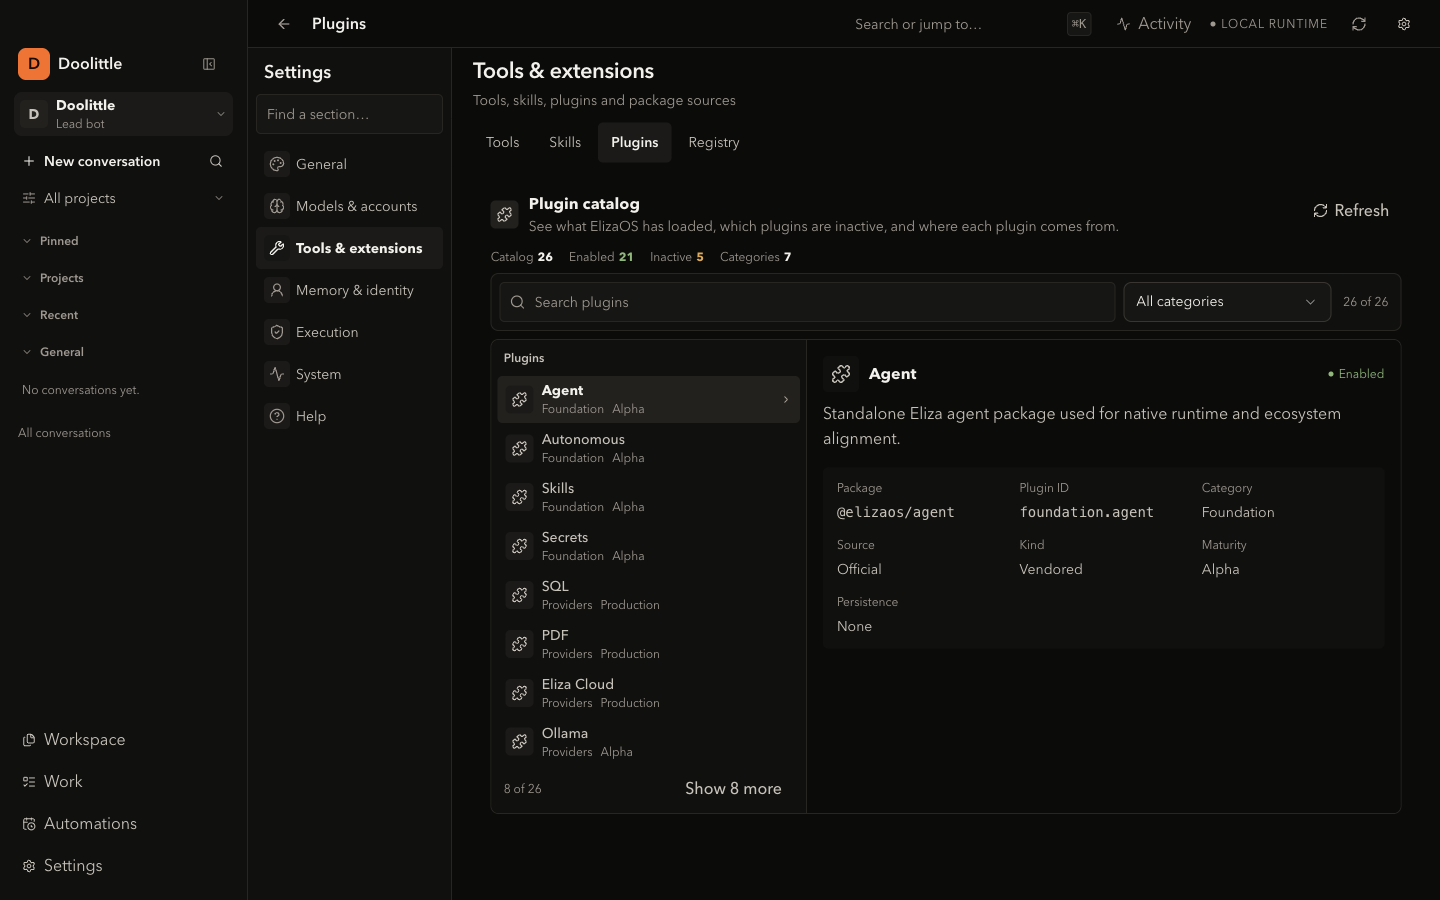 Plugins
Search or jump to...
⌘K
Activity
LOCAL RUNTIME
D
Doolittle
D
Doolittle
Lead bot
New conversation
All projects
Pinned
Projects
Recent
General
No conversations yet.
All conversations
Workspace
Work
Automations
Settings
Settings
Find a section...
General
Models & accounts
Tools & extensions
Memory & identity
Execution
System
Help
Tools & extensions
Tools, skills, plugins and package sources
Tools
Skills
Plugins
Registry
Plugin catalog
See what ElizaOS has loaded, which plugins are inactive, and where each plugin comes from.
Refresh
Catalog 26 Enabled 21 Inactive 5 Categories 7
Search plugins
All categories
26 of 26
Plugins
Agent
Foundation Alpha
Autonomous
Foundation Alpha
Skills
Foundation Alpha
Secrets
Foundation Alpha
SQL
Providers Production
PDF
Providers Production
Eliza Cloud
Providers Production
Ollama
Providers Alpha
8 of 26
Show 8 more
Agent
Enabled
Standalone Eliza agent package used for native runtime and ecosystem
alignment.
Package
@elizaos/agent
Plugin ID
foundation.agent
Category
Foundation
Source
Official
Kind
Vendored
Maturity
Alpha
Persistence
None